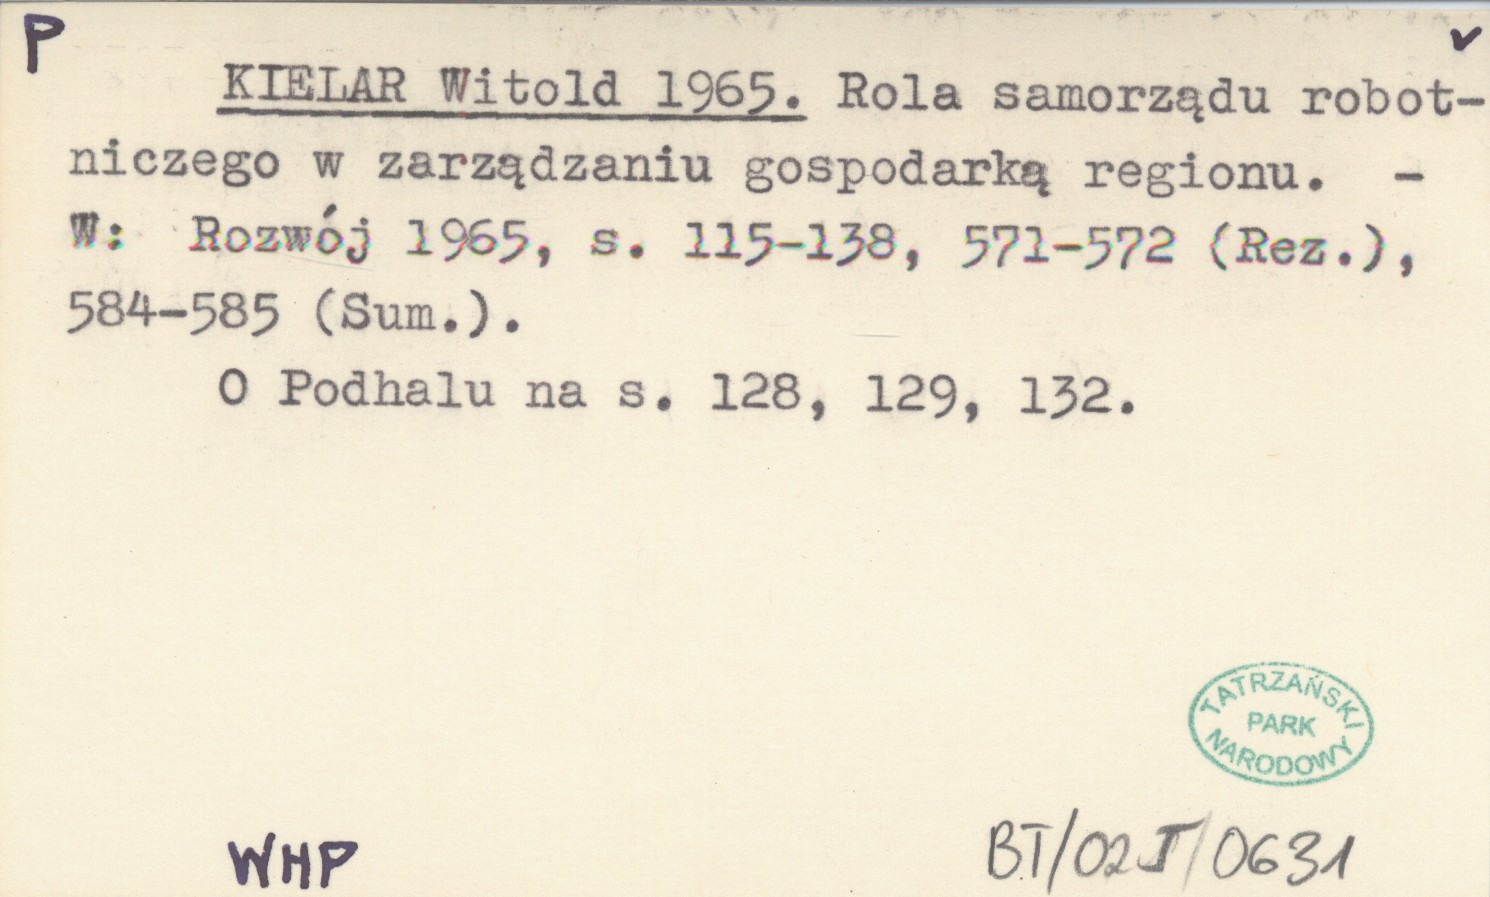 P
v
KIELAR Witold 1965. Rola samorządu robot-
niczego w zarządzaniu gospodarką regionu. -
W: Rozwój 1965, s. 115-138, 571-572 (Rez.),
584-585 (Sum.).
O Podhalu na s. 128, 129, 132.
TATRZAŃSKI
PARK
NARODOWY
WHP
BT/02I/0631